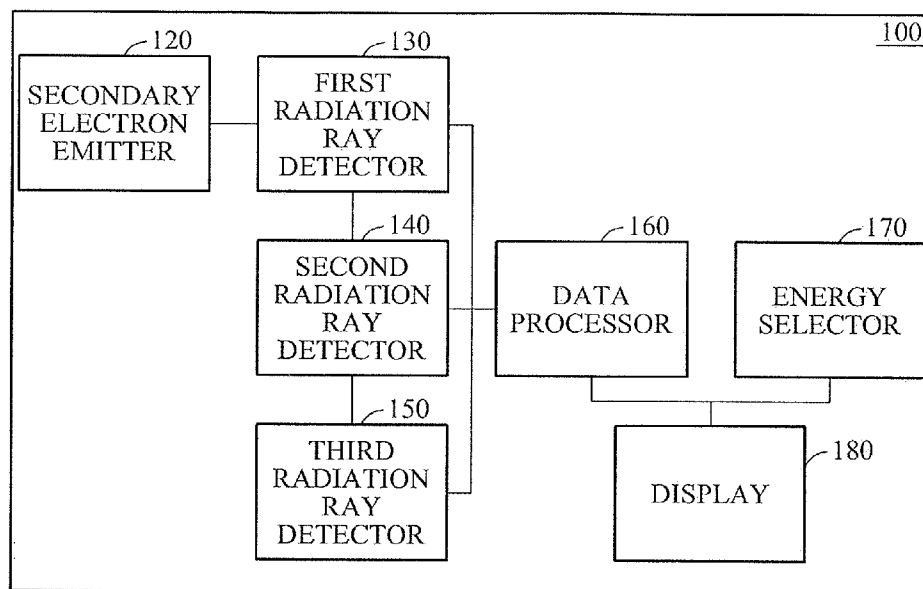 100
120
SECONDARY
ELECTRON
EMITTER
130
FIRST
RADIATION
RAY
DETECTOR
140
SECOND
RADIATION
RAY
DETECTOR
150
THIRD
RADIATION
RAY
DETECTOR
160
DATA
PROCESSOR
170
ENERGY
SELECTOR
180
DISPLAY